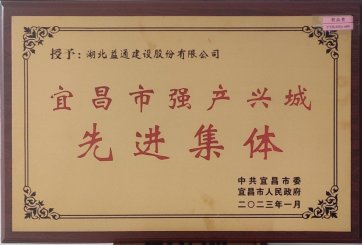 授予：湖北益通建设股份有限公司
宜昌市强产兴城
先进集体
中共宜昌市委
宜昌市人民政府
二〇二三年一月